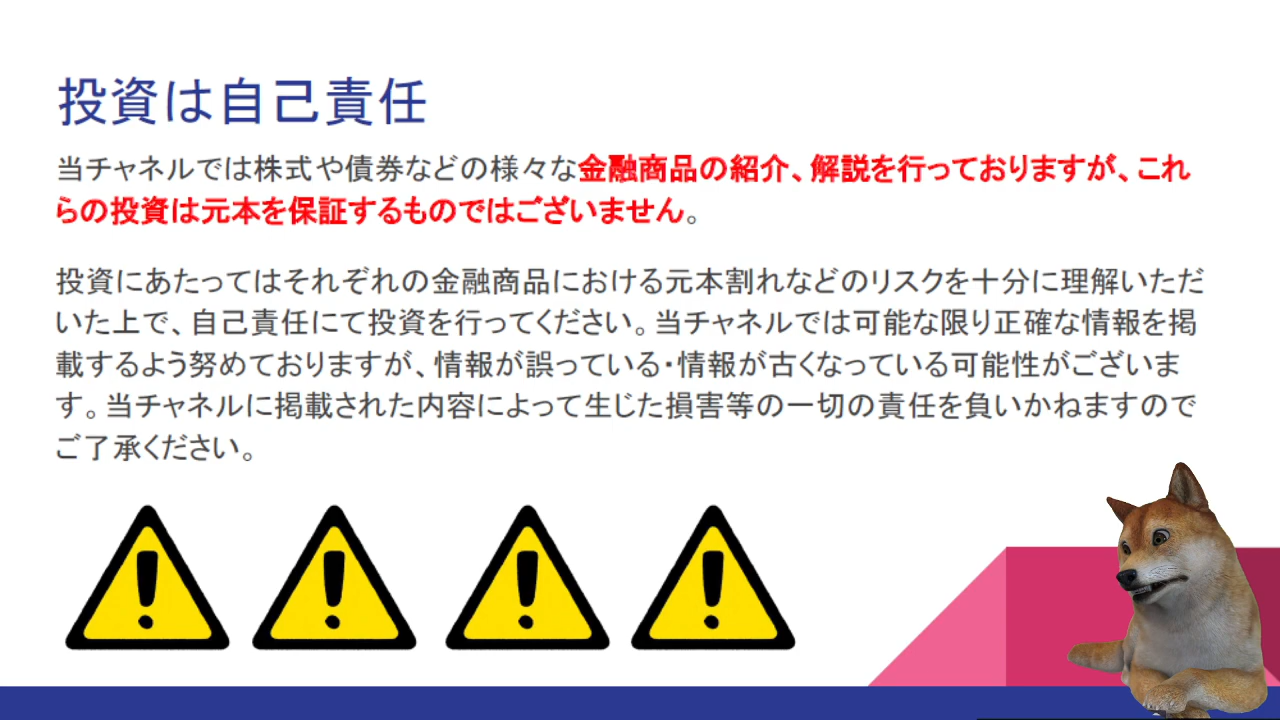 投資は自己責任
当チャネルでは株式や債券などの様々な金融商品の紹介、解説を行っておりますが、これ
らの投資は元本を保証するものではございません。
投資にあたってはそれぞれの金融商品における元本割れなどのリスクを十分に理解いただ
いた上で、自己責任にて投資を行ってください。当チャネルでは可能な限り正確な情報を掲
載するよう努めておりますが、情報が誤っている・情報が古くなっている可能性がございま
す。当チャネルに掲載された内容によって生じた損害等の一切の責任を負いかねますので
ご了承ください。